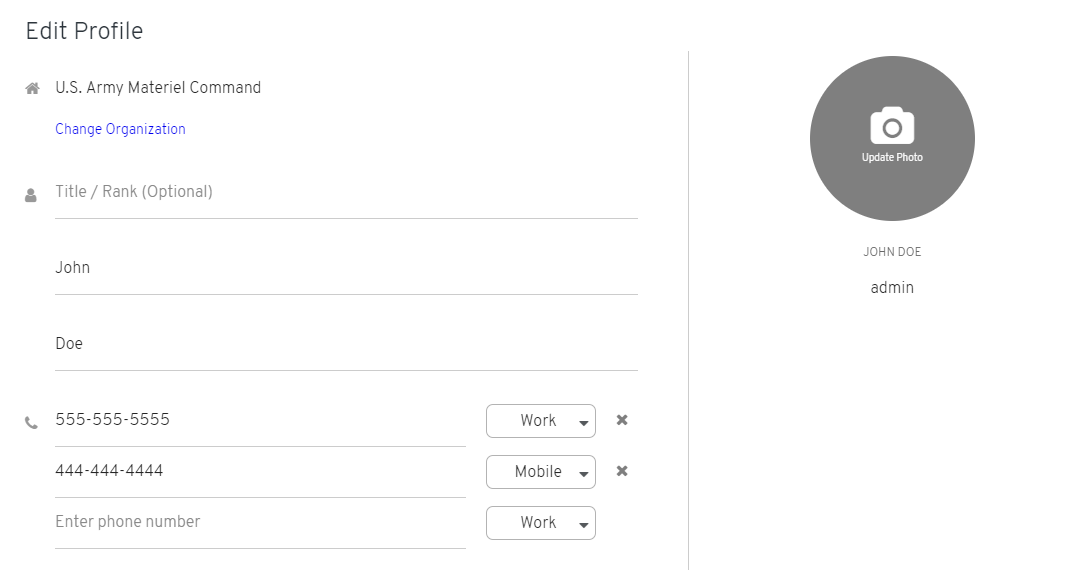 Edit Profile
U.S. Army Materiel Command
Change Organization
Title / Rank (Optional)
John
Doe
555-555-5555 Work
444-444-4444 Mobile
Enter phone number Work
Update Photo
JOHN DOE
admin